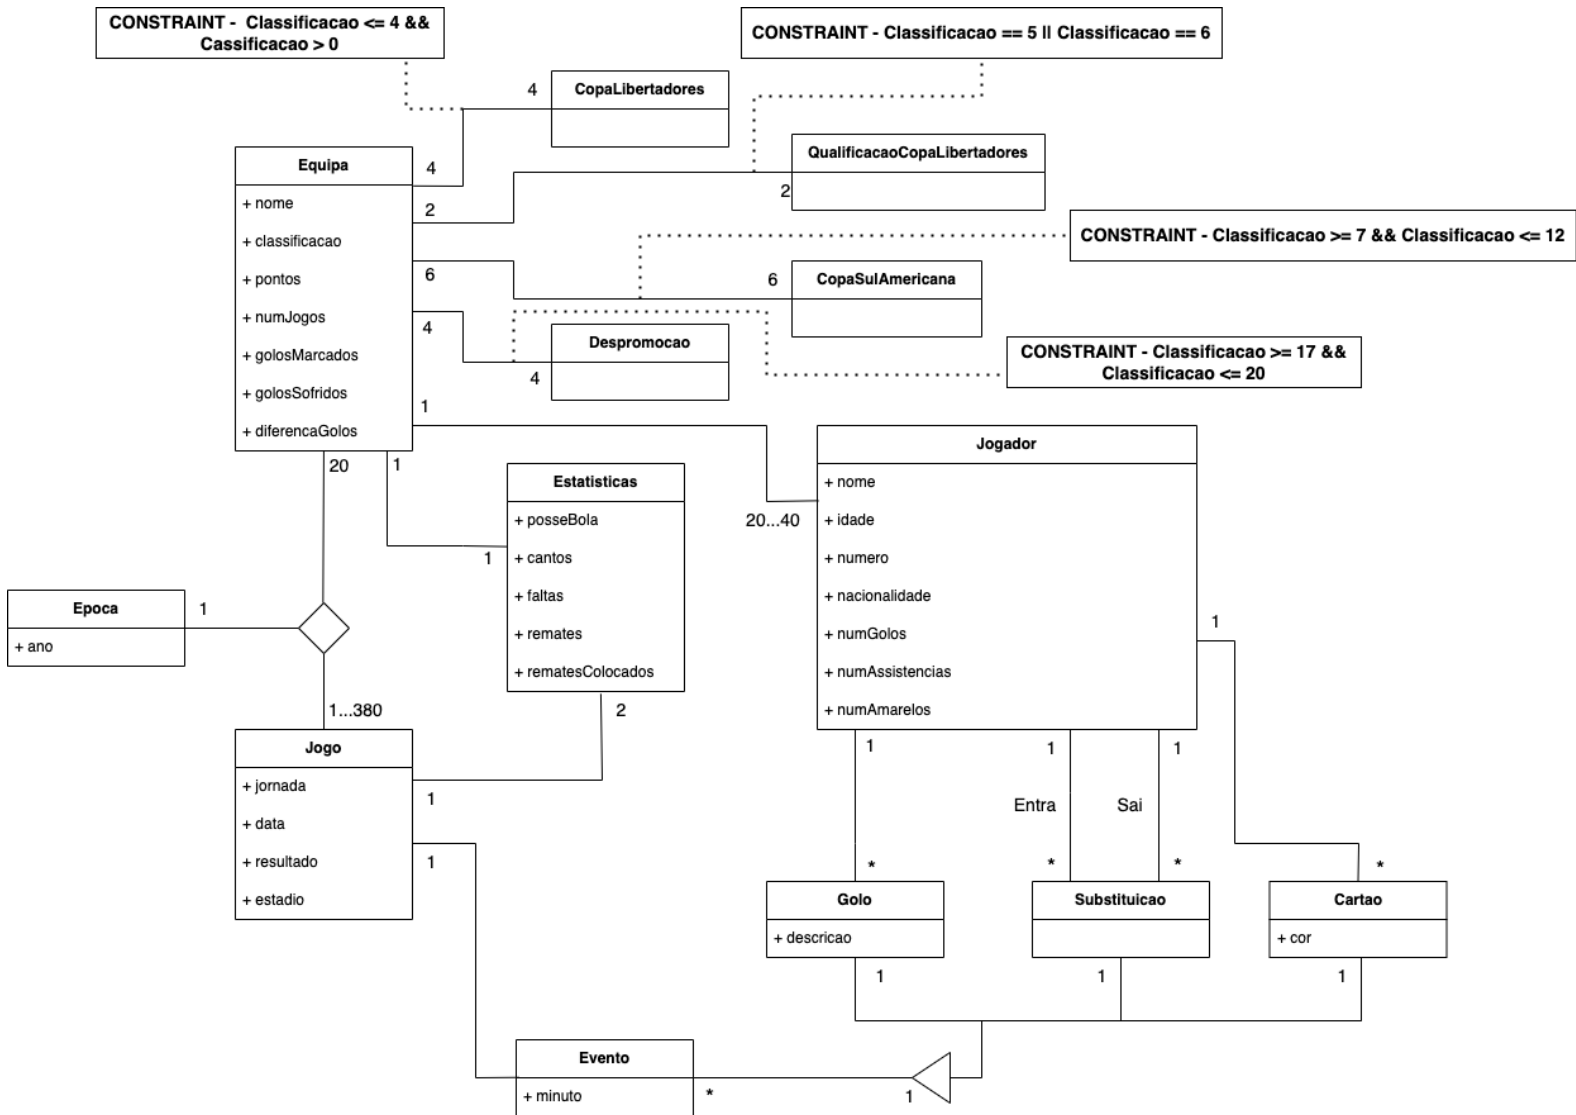 CONSTRAINT - Classificacao <= 4 &&
Cassificacao > 0
CONSTRAINT - Classificacao == 5 || Classificacao == 6
4
CopaLibertadores
Equipa
+ nome
+ classificacao
+ pontos
+ numJogos
+ golosMarcados
+ golosSofridos
+ diferencaGolos
4
2
QualificacaoCopaLibertadores
2
CONSTRAINT - Classificacao >= 7 && Classificacao <= 12
6
6
CopaSulAmericana
4
Despromocao
4
CONSTRAINT - Classificacao >= 17 &&
Classificacao <= 20
1
20
1
Estatisticas
+ posseBola
+ cantos
+ faltas
+ remates
+ rematesColocados
1
2
20...40
Jogador
+ nome
+ idade
+ numero
+ nacionalidade
+ numGolos
+ numAssistencias
+ numAmarelos
1
Epoca
+ ano
1
1...380
Jogo
+ jornada
+ data
+ resultado
+ estadio
1
1
1
1
1
Entra
Sai
*
*
*
*
Golo
+ descricao
Substituicao
Cartao
+ cor
1
1
1
Evento
+ minuto
*
1